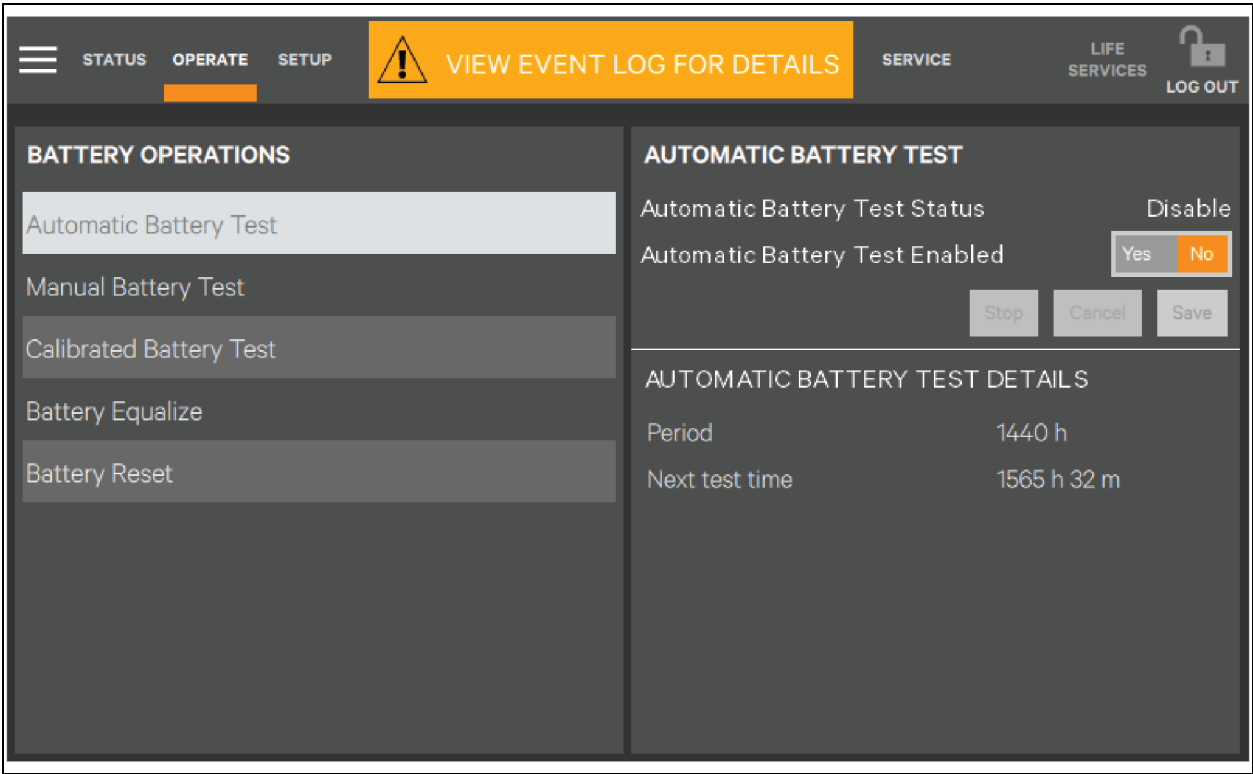 STATUS OPERATE SETUP VIEW EVENT LOG FOR DETAILS SERVICE LIFE SERVICES LOG OUT
BATTERY OPERATIONS
Automatic Battery Test
Manual Battery Test
Calibrated Battery Test
Battery Equalize
Battery Reset
AUTOMATIC BATTERY TEST
Automatic Battery Test Status Disable
Automatic Battery Test Enabled Yes No
Stop Cancel Save
AUTOMATIC BATTERY TEST DETAILS
Period 1440 h
Next test time 1565 h 32 m